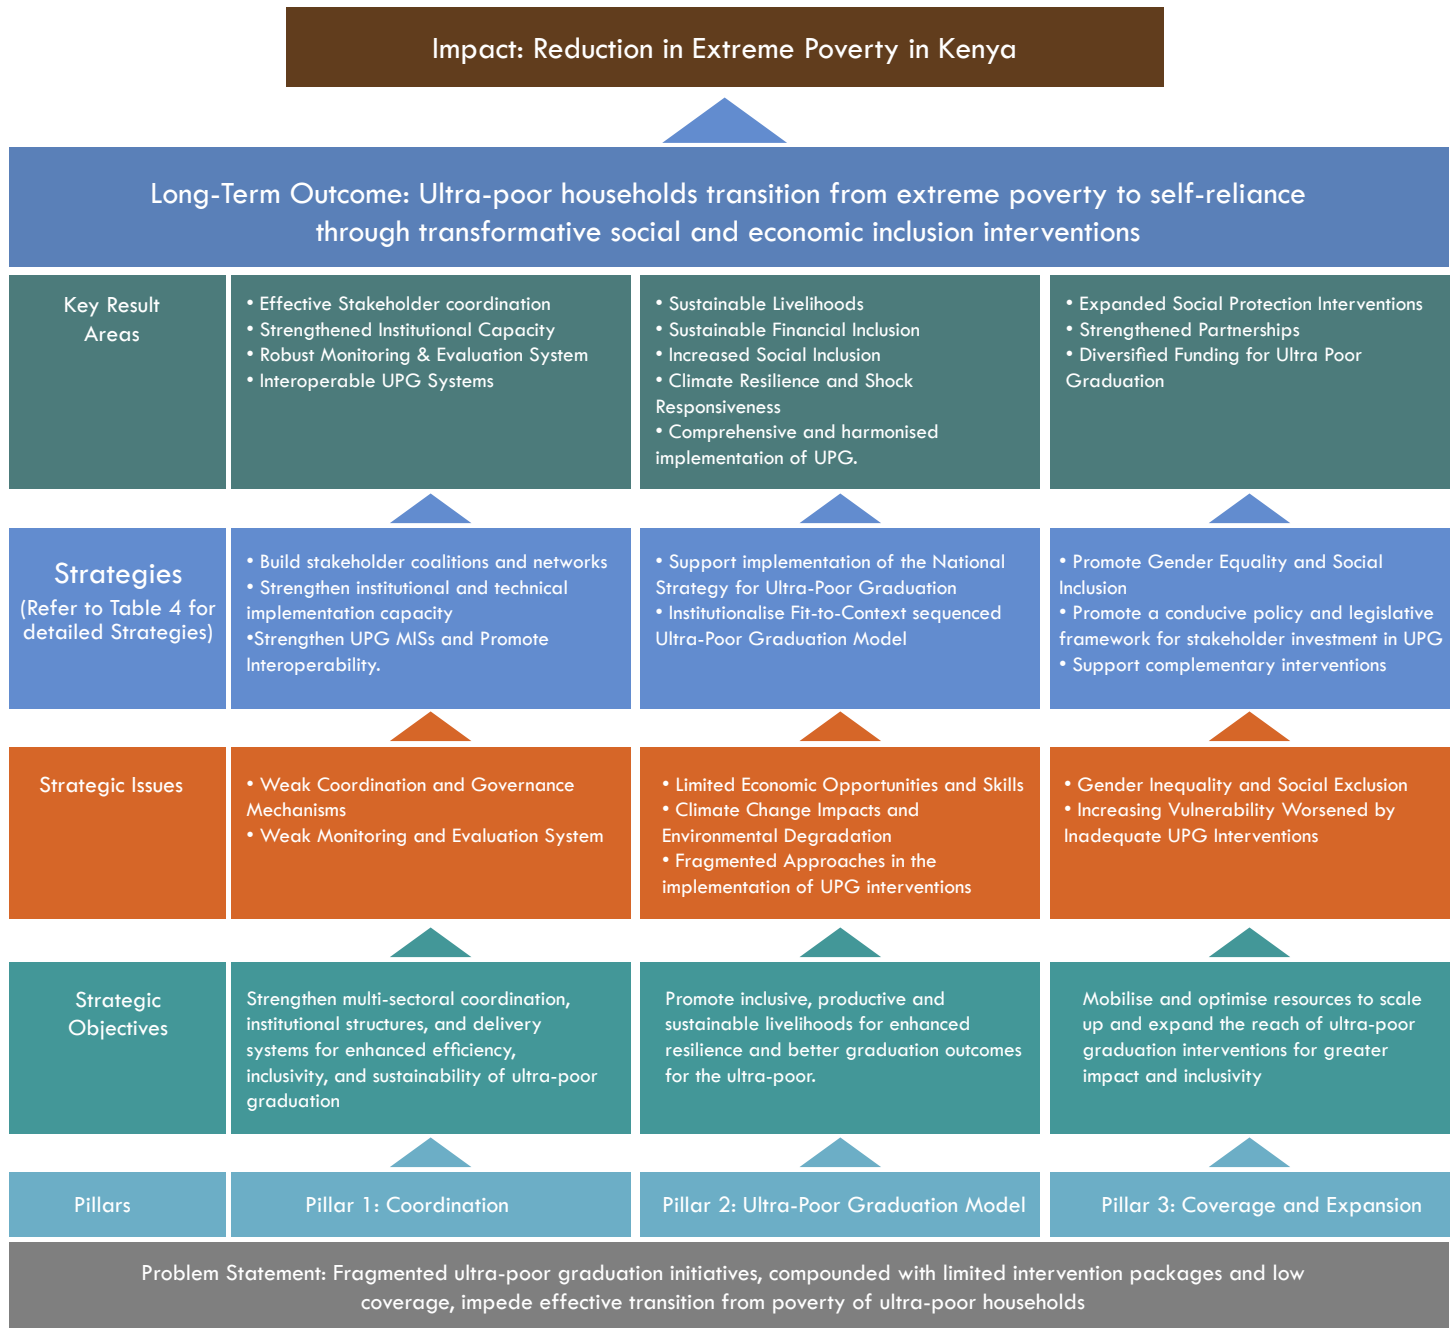 Impact: Reduction in Extreme Poverty in Kenya
Long-Term Outcome: Ultra-poor households transition from extreme poverty to self-reliance
through transformative social and economic inclusion interventions
Key Result
Areas
• Effective Stakeholder coordination
• Strengthened Institutional Capacity
• Robust Monitoring & Evaluation System
• Interoperable UPG Systems
• Sustainable Livelihoods
• Sustainable Financial Inclusion
• Increased Social Inclusion
• Climate Resilience and Shock
Responsiveness
• Comprehensive and harmonised
implementation of UPG.
• Expanded Social Protection Interventions
• Strengthened Partnerships
• Diversified Funding for Ultra Poor
Graduation
Strategies
(Refer to Table 4 for
detailed Strategies)
• Build stakeholder coalitions and networks
• Strengthen institutional and technical
implementation capacity
•Strengthen UPG MISs and Promote
Interoperability.
• Support implementation of the National
Strategy for Ultra-Poor Graduation
• Institutionalise Fit-to-Context sequenced
Ultra-Poor Graduation Model
• Promote Gender Equality and Social
Inclusion
• Promote a conducive policy and legislative
framework for stakeholder investment in UPG
• Support complementary interventions
Strategic Issues
• Weak Coordination and Governance
Mechanisms
• Weak Monitoring and Evaluation System
• Limited Economic Opportunities and Skills
• Climate Change Impacts and
Environmental Degradation
• Fragmented Approaches in the
implementation of UPG interventions
• Gender Inequality and Social Exclusion
• Increasing Vulnerability Worsened by
Inadequate UPG Interventions
Strategic
Objectives
Strengthen multi-sectoral coordination,
institutional structures, and delivery
systems for enhanced efficiency,
inclusivity, and sustainability of ultra-poor
graduation
Promote inclusive, productive and
sustainable livelihoods for enhanced
resilience and better graduation outcomes
for the ultra-poor.
Mobilise and optimise resources to scale
up and expand the reach of ultra-poor
graduation interventions for greater
impact and inclusivity
Pillars
Pillar 1: Coordination
Pillar 2: Ultra-Poor Graduation Model
Pillar 3: Coverage and Expansion
Problem Statement: Fragmented ultra-poor graduation initiatives, compounded with limited intervention packages and low
coverage, impede effective transition from poverty of ultra-poor households